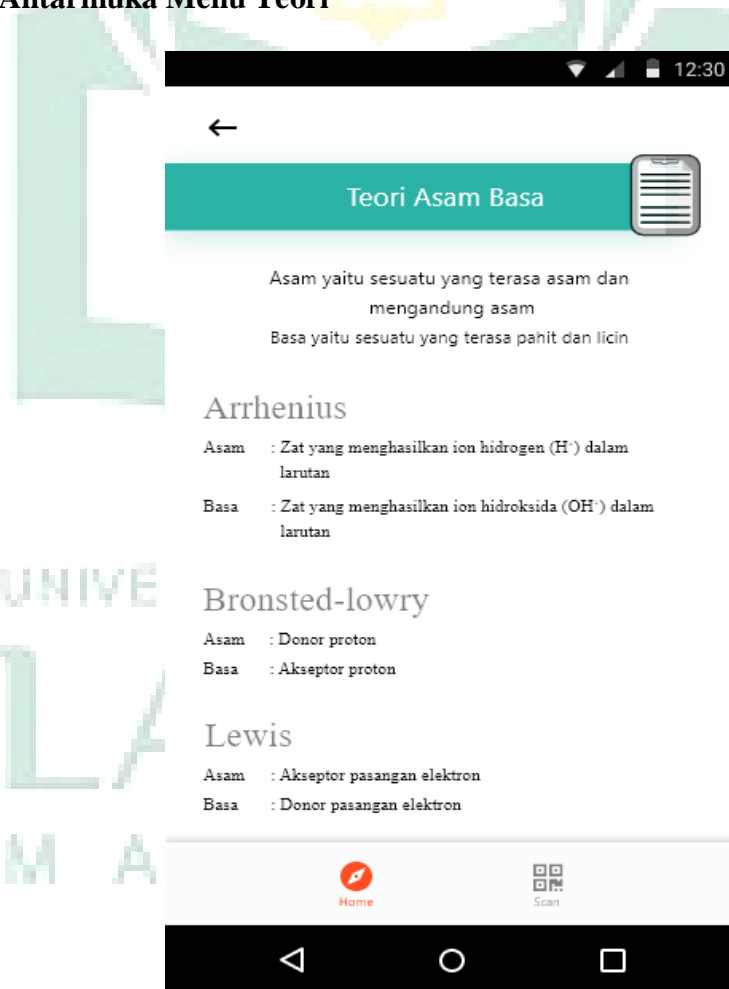 Antarmuka Menu Teori
12:30
Teori Asam Basa
Asam yaitu sesuatu yang terasa asam dan
mengandung asam
Basa yaitu sesuatu yang terasa pahit dan licin
Arrhenius
Asam : Zat yang menghasilkan ion hidrogen (H⁺) dalam
larutan
Basa : Zat yang menghasilkan ion hidroksida (OH⁻) dalam
larutan
Bronsted-lowry
Asam : Donor proton
Basa : Akseptor proton
Lewis
Asam : Akseptor pasangan elektron
Basa : Donor pasangan elektron
UNIVE
LA
M A
Home Scan